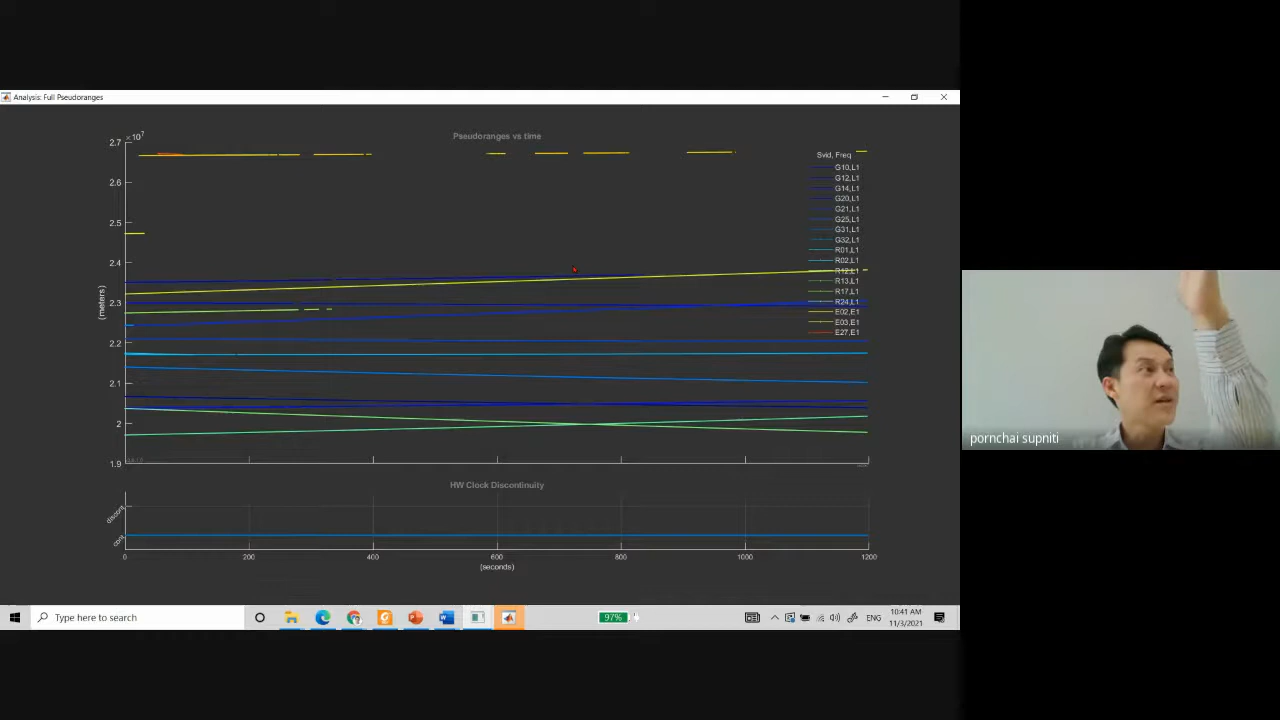 Analysis: Full Pseudoranges
Pseudoranges vs time
×10^7
2.7
2.6
2.5
2.4
2.3
2.2
2.1
2
1.9
(meters)
Svid, Freq
G10,L1
G12,L1
G14,L1
G20,L1
G21,L1
G25,L1
G31,L1
G32,L1
R01,L1
R02,L1
R12,L1
R13,L1
R17,L1
R24,L1
E02,E1
E03,E1
E27,E1
HW Clock Discontinuity
discont
cont
0 200 400 600 800 1000 1200
(seconds)
pornchai supniti
Type here to search
97%
ENG
10:41 AM
11/3/2021